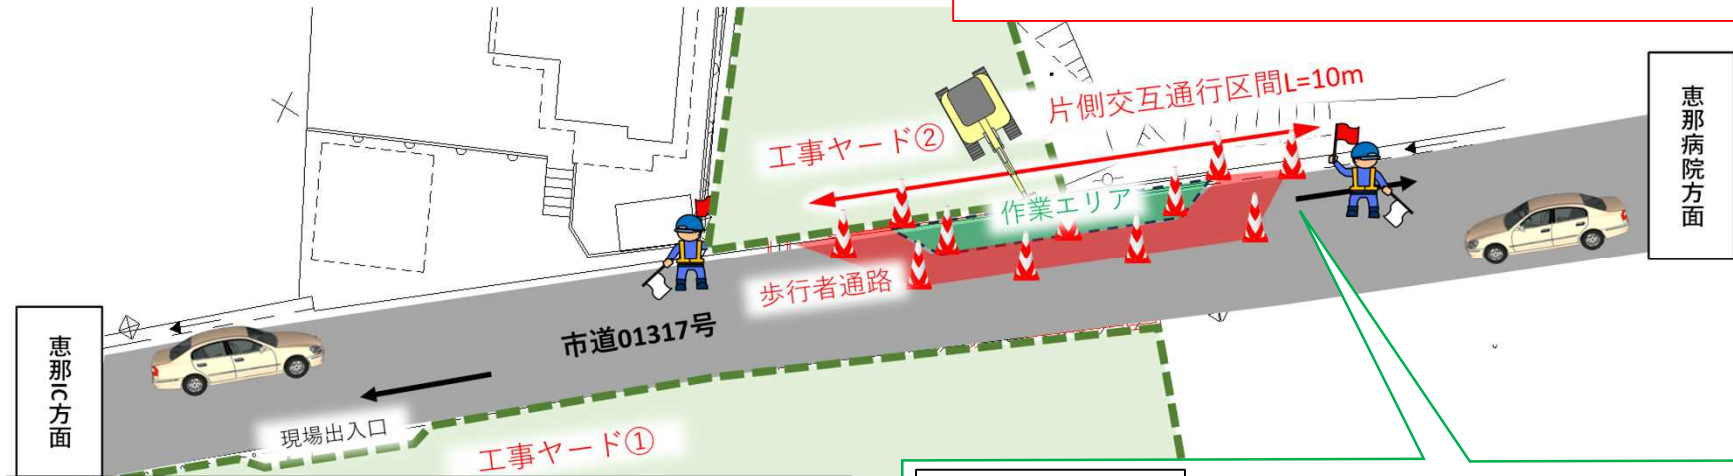 片側交互通行区間L=10m
工事ヤード②
作業エリア
恵那病院方面
歩行者通路
市道01317号
恵那IC方面
現場出入口
工事ヤード①